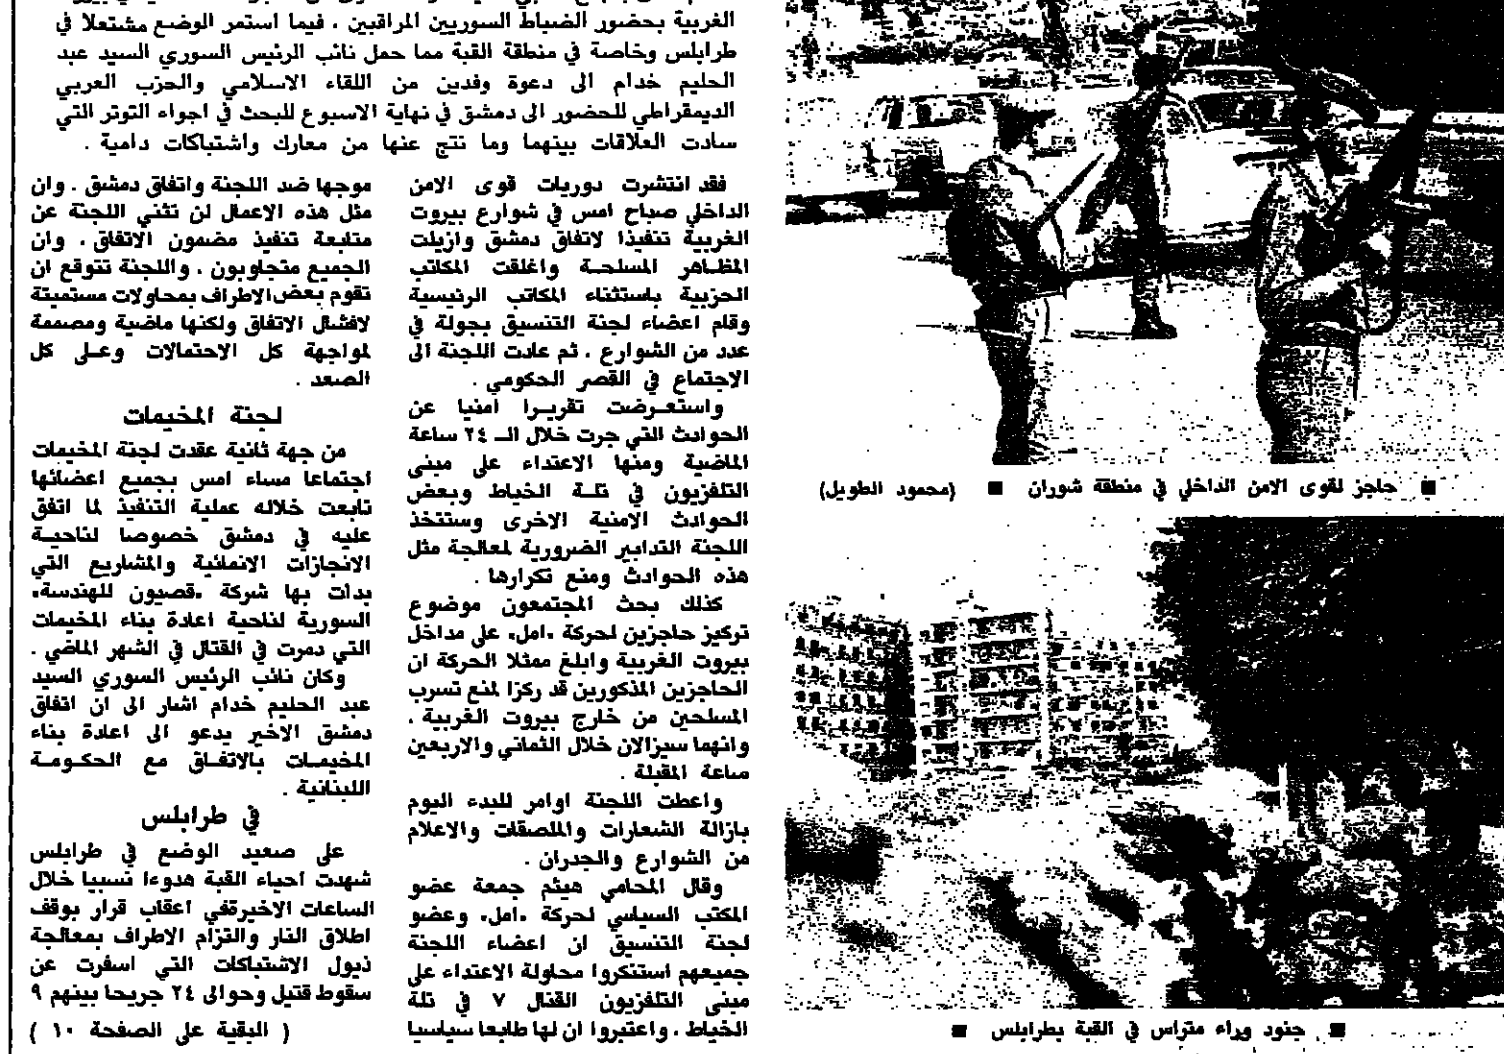 الغربية بحضور الضباط السوريين المراقبين ، فيما استمر الوضع مشتعلا في
طرابلس وخاصة في منطقة القبة مما حمل نائب الرئيس السوري السيد عبد
الحليم خدام الى دعوة وفدين من اللقاء الاسلامي والحزب العربي
الديمقراطي للحضور الى دمشق في نهاية الاسبوع للبحث في اجواء التوتر التي
سادت العلاقات بينهما وما نتج عنها من معارك واشتباكات دامية .
فقد انتشرت دوريات قوى الامن
الداخلي صباح امس في شوارع بيروت
الغربية تنفيذا لاتفاق دمشق وازيلت
المظـاهر المسلحـة واغلقت المكاتب
الحزبية باستثناء المكاتب الرئيسية
وقام اعضاء لجنة التنسيق بجولة في
عدد من الشوارع ، ثم عادت اللجنة الى
الاجتماع في القصر الحكومي .
واستعـرضت تقريـرا امنيا عن
الحوادث التي جرت خلال الـ ٢٤ ساعة
الماضية ومنها الاعتداء على مبنى
التلفزيون في تلـة الخياط وبعض
الحوادث الامنية الاخرى وستتخذ
اللجنة التدابير الضرورية لمعالجة مثل
هذه الحوادث ومنع تكرارها .
كذلك بحث المجتمعون موضوع
تركيز حاجزين لحركة «امل» على مداخل
بيروت الغربية وابلغ ممثلا الحركة ان
الحاجزين المذكورين قد ركزا لمنع تسرب
المسلحين من خارج بيروت الغربية ،
وانهما سيزالان خلال الثماني والاربعين
ساعة المقبلة .
واعطت اللجنة اوامر للبدء اليوم
بازالة الشعارات والملصقات والاعلام
من الشوارع والجدران .
وقال المحامي هيثم جمعة عضو
المكتب السياسي لحركة «امل» وعضو
لجنة التنسيق ان اعضاء اللجنة
جميعهم استنكروا محاولة الاعتداء على
مبنى التلفزيون القنال ٧ في تلة
الخياط ، واعتبروا ان لها طابعا سياسيا
موجها ضد اللجنة واتفاق دمشق . وان
مثل هذه الاعمال لن تثني اللجنة عن
متابعة تنفيذ مضمون الاتفاق ، وان
الجميع متجاوبون ، واللجنة تتوقع ان
تقوم بعض الاطراف بمحاولات مستميتة
لافشال الاتفاق ولكنها ماضية ومصممة
لمواجهة كل الاحتمالات وعـلى كل
الصعد .
لجنة المخيمات
من جهة ثانية عقدت لجنة المخيمات
اجتماعا مساء امس بجميع اعضائها
تابعت خلاله عملية التنفيذ لما اتفق
عليه في دمشق خصوصا لناحيـة
الانجازات الانمائية والمشاريع التي
بدأت بها شركة «قصيون للهندسة»
السورية لناحية اعادة بناء المخيمات
التي دمرت في القتال في الشهر الماضي .
وكان نائب الرئيس السوري السيد
عبد الحليم خدام اشار الى ان اتفاق
دمشق الاخير يدعو الى اعادة بناء
المخيمـات بالاتفـاق مع الحكـومـة
اللبنانية .
في طرابلس
على صعيد الوضع في طرابلس
شهدت احياء القبة هدوءا نسبيا خلال
الساعات الاخيرةفي اعقاب قرار بوقف
اطلاق النار والتزام الاطراف بمعالجة
ذيول الاشتباكات التي اسفرت عن
سقوط قتيل وحوالى ٢٤ جريحا بينهم ٩
( البقية على الصفحة ١٠ )
■ حاجز لقوى الامن الداخلي في منطقة شوران ■ (محمود الطويل)
■ جنود وراء متراس في القبة بطرابلس ■